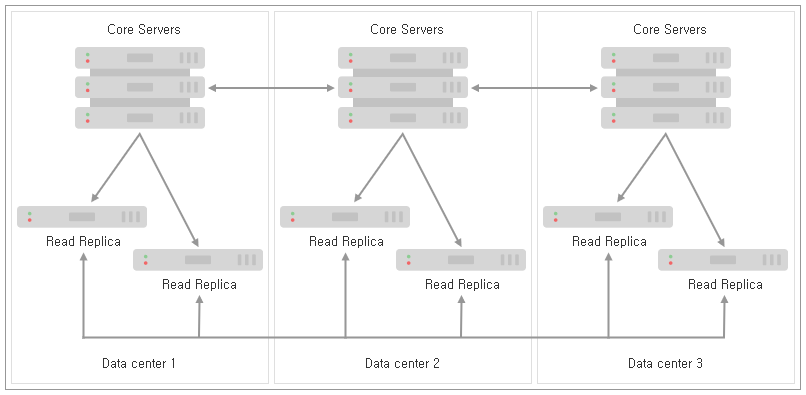 Core Servers
Core Servers
Core Servers
Read Replica
Read Replica
Read Replica
Read Replica
Read Replica
Read Replica
Data center 1
Data center 2
Data center 3